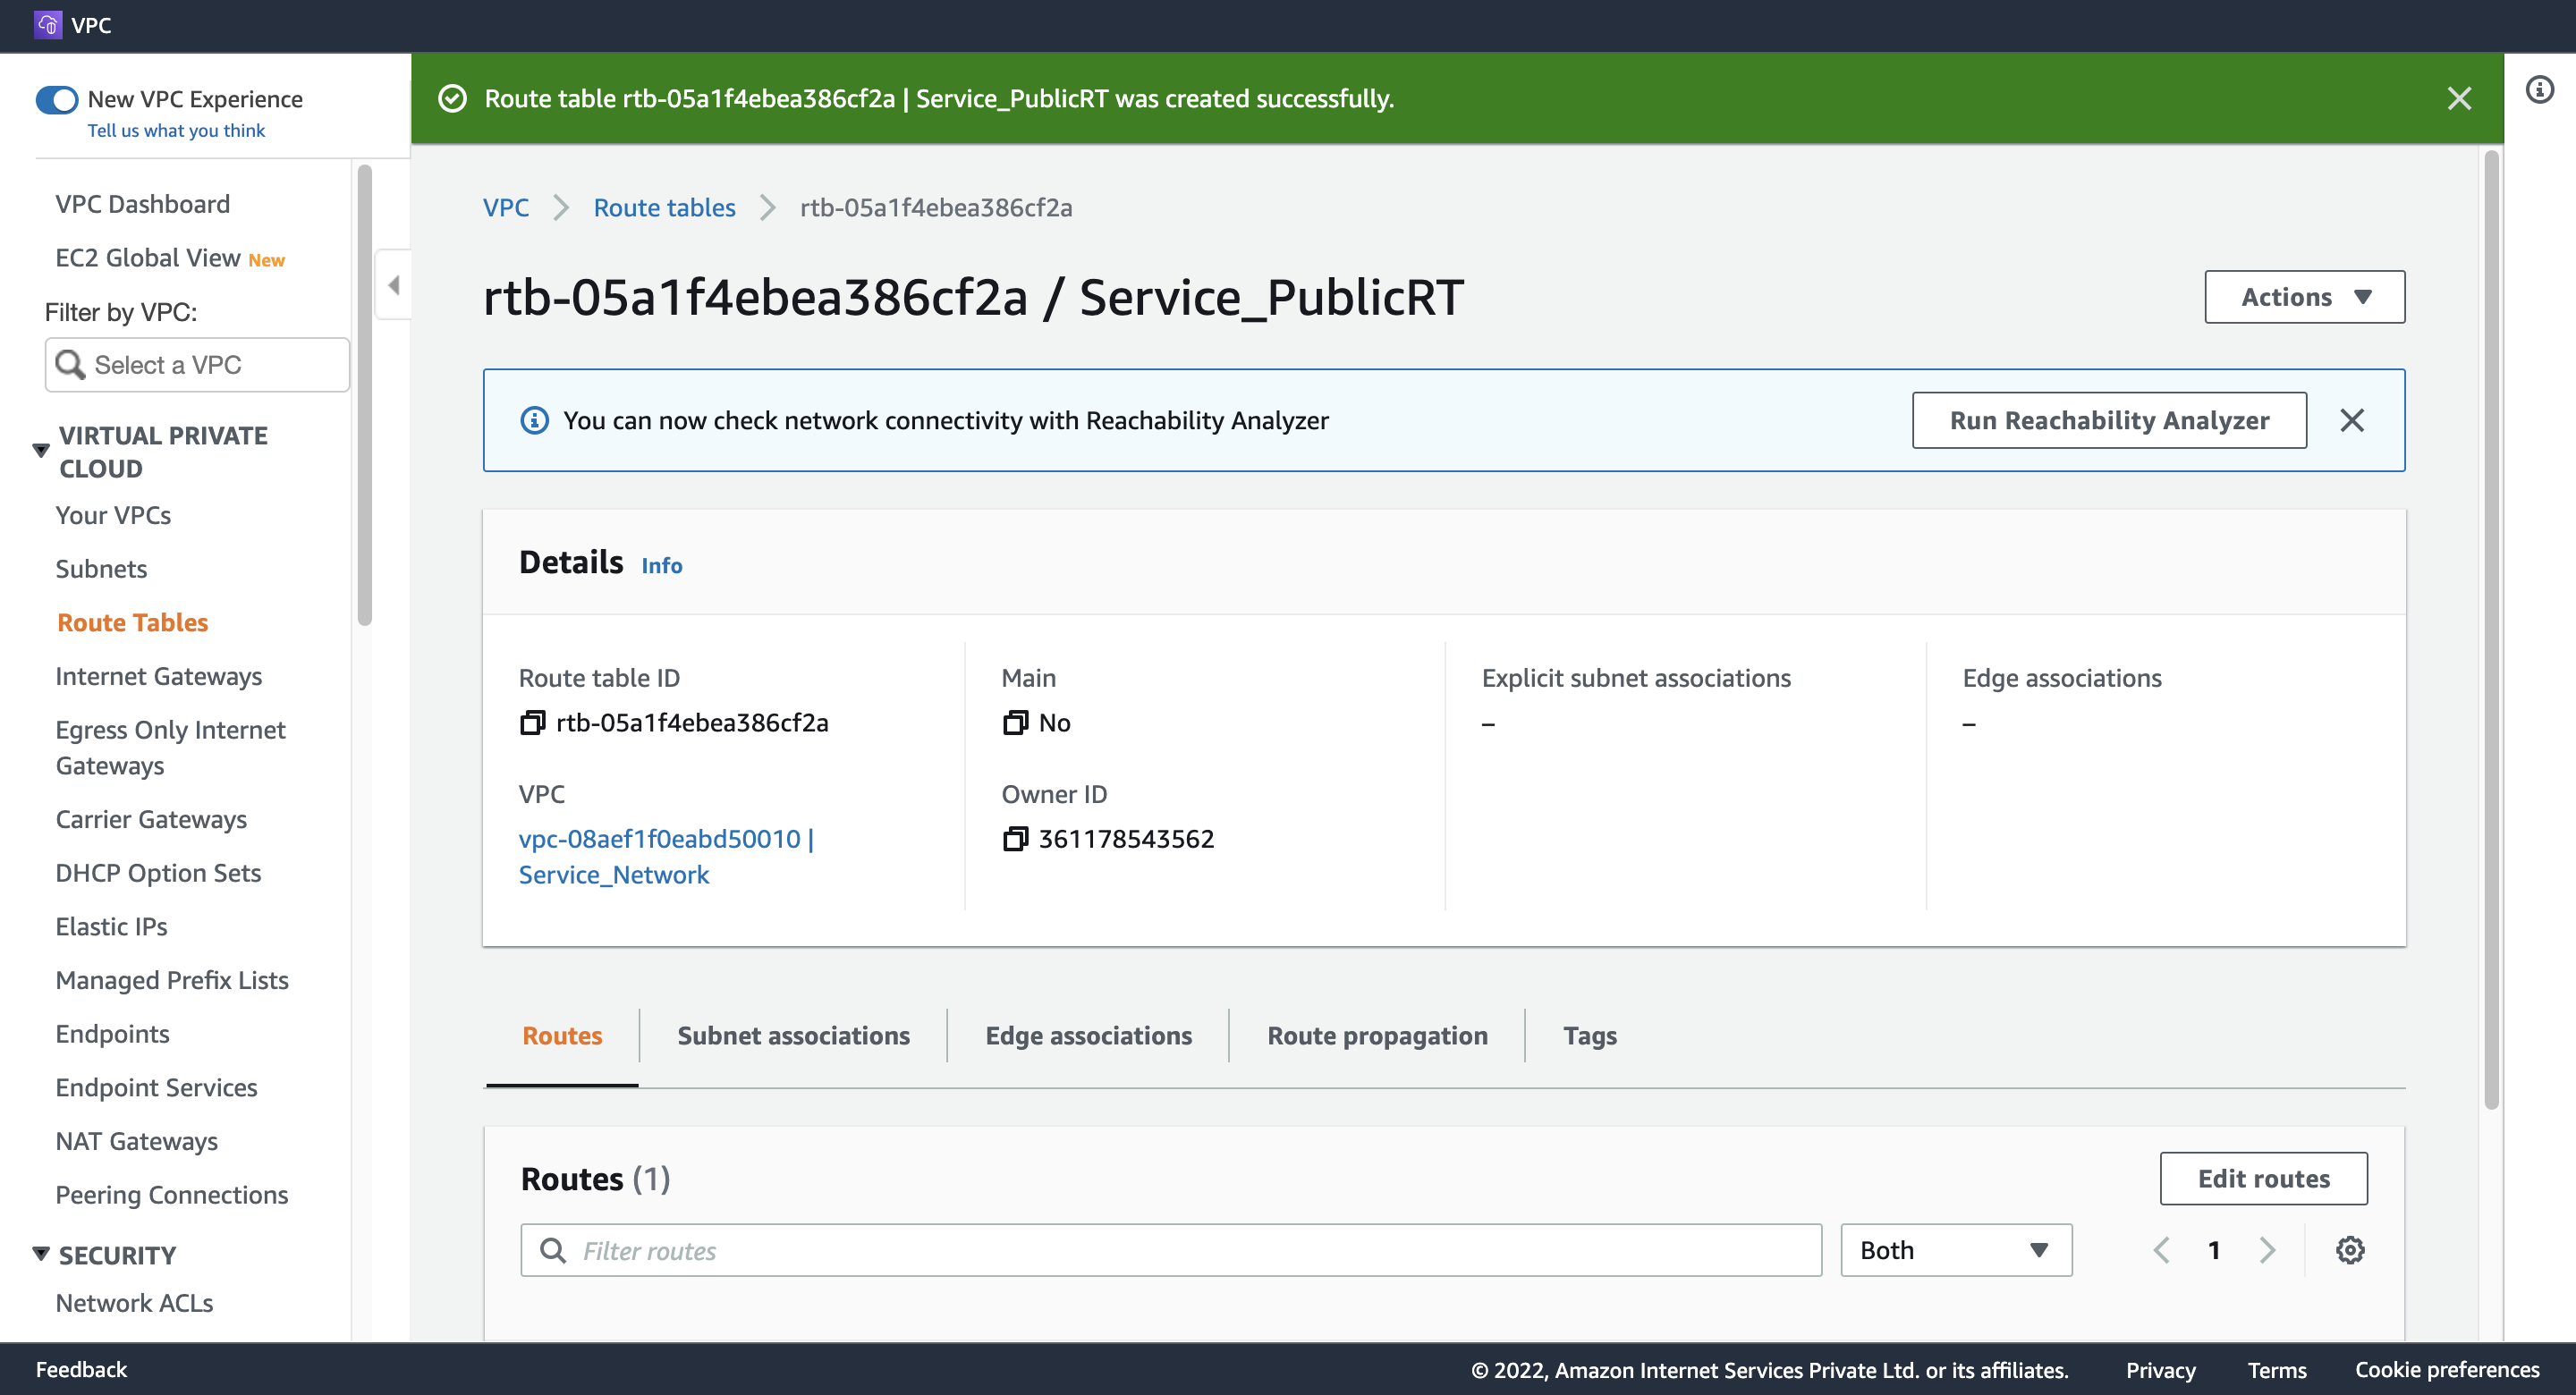 VPC
New VPC Experience
Tell us what you think
VPC Dashboard
EC2 Global View New
Filter by VPC:
Select a VPC
VIRTUAL PRIVATE
CLOUD
Your VPCs
Subnets
Route Tables
Internet Gateways
Egress Only Internet
Gateways
Carrier Gateways
DHCP Option Sets
Elastic IPs
Managed Prefix Lists
Endpoints
Endpoint Services
NAT Gateways
Peering Connections
SECURITY
Network ACLs
Route table rtb-05a1f4ebea386cf2a | Service_PublicRT was created successfully.
VPC
Route tables
rtb-05a1f4ebea386cf2a
rtb-05a1f4ebea386cf2a / Service_PublicRT
Actions
You can now check network connectivity with Reachability Analyzer
Run Reachability Analyzer
Details Info
Route table ID
rtb-05a1f4ebea386cf2a
VPC
vpc-08aef1f0eabd50010 |
Service_Network
Main
No
Owner ID
361178543562
Explicit subnet associations
–
Edge associations
–
Routes
Subnet associations
Edge associations
Route propagation
Tags
Routes (1)
Edit routes
Filter routes
Both
1
Feedback
© 2022, Amazon Internet Services Private Ltd. or its affiliates.
Privacy
Terms
Cookie preferences